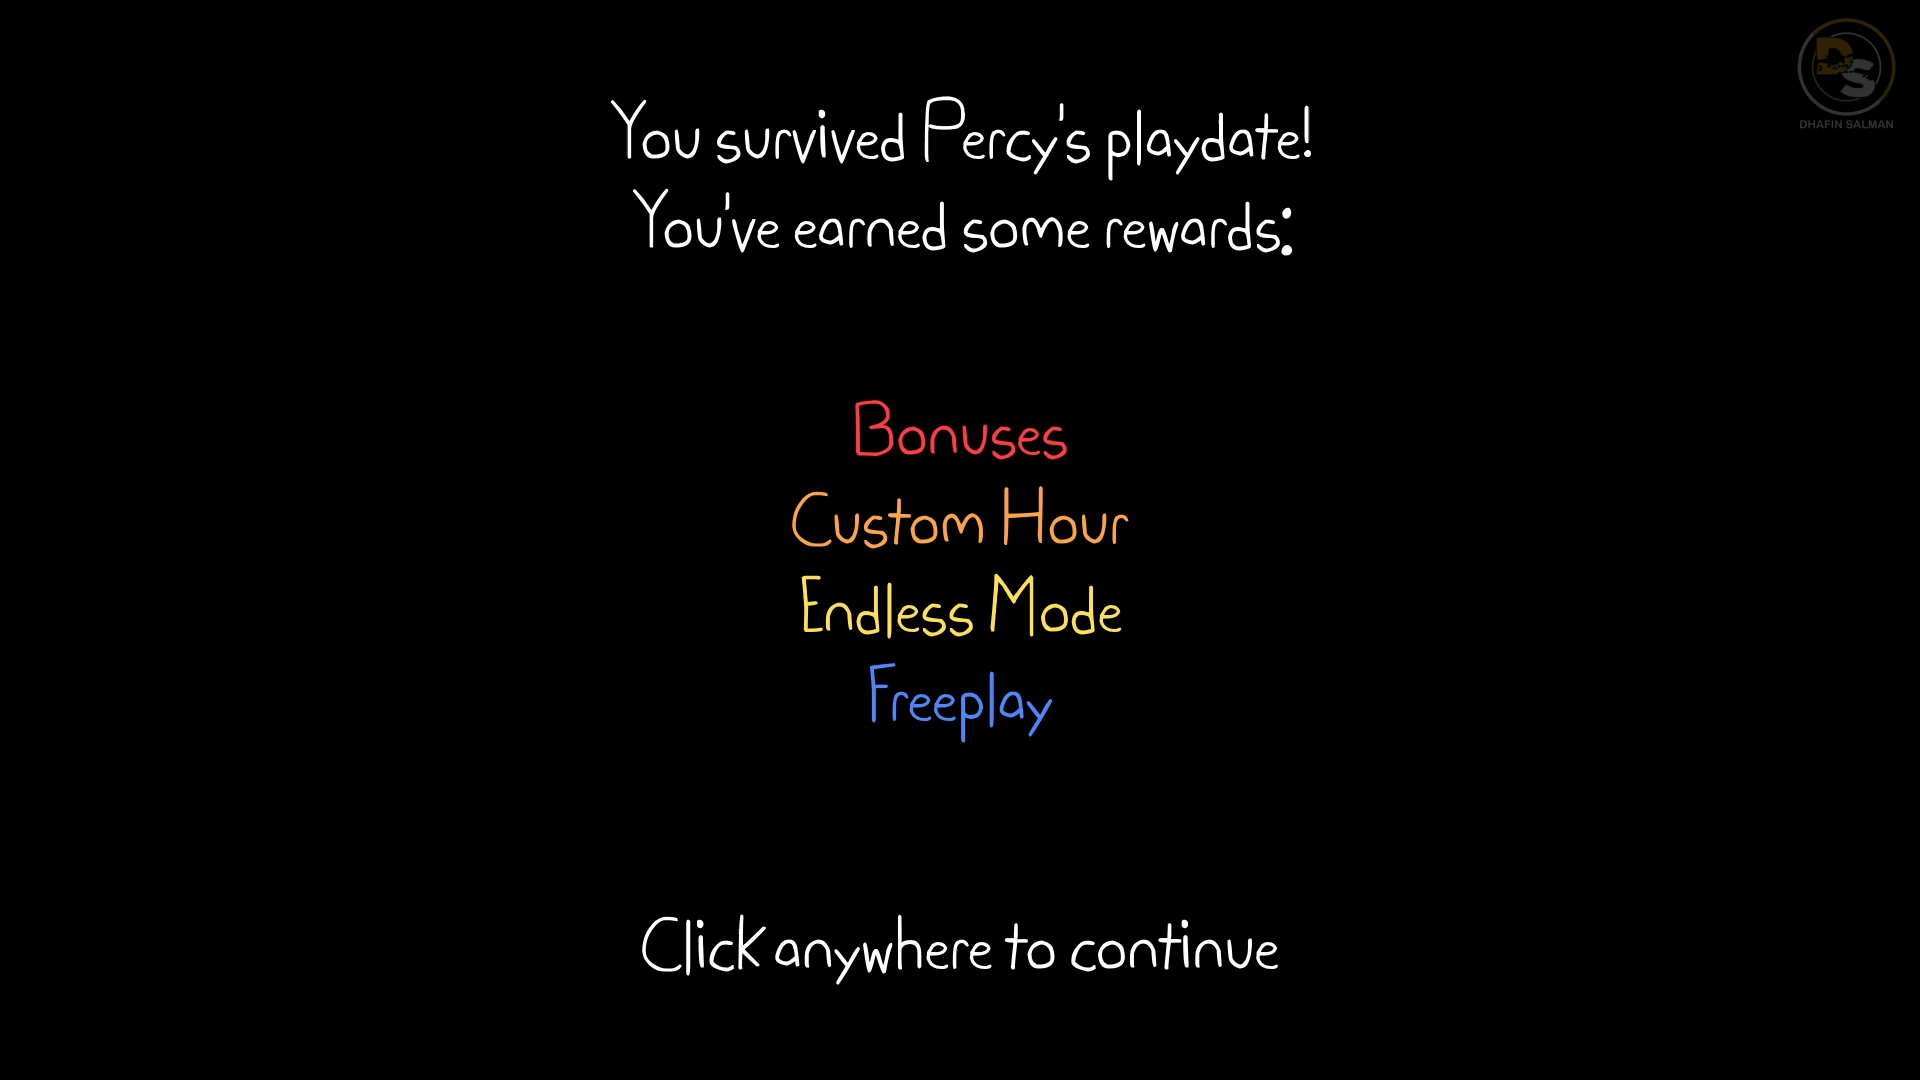 DS
DHAFIN SALMAN
You survived Percy's playdate!
You've earned some rewards:
Bonuses
Custom Hour
Endless Mode
Freeplay
Click anywhere to continue